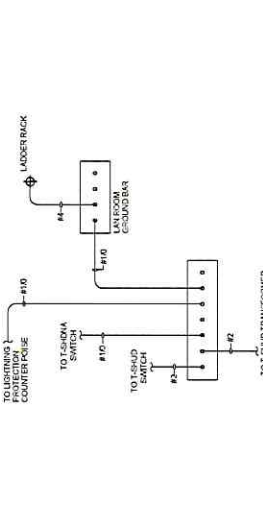 LADDER RACK
#4
LAN ROOM
GROUND BAR
#1/0
#1/0
TO LIGHTNING
PROTECTION
COUNTER POISE
TO T-SHDNA
SWITCH
#1/0
TO T-SHUD
SWITCH
#2
#2